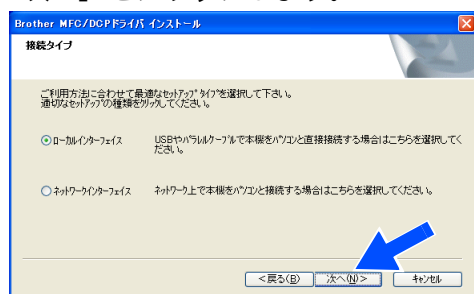 Brother MFC/DCPドライバ インストール
接続タイプ
ご利用方法に合わせて最適なセットアップ タイプを選択して下さい。
適切なセットアップの種類をクリックしてください。
ローカルインターフェイス
USBやパラレルケーブルで本機をパソコンと直接接続する場合はこちらを選択してく
ださい。
ネットワークインターフェイス
ネットワーク上で本機をパソコンと接続する場合はこちらを選択してください。
<戻る(B)
次へ(N)>
キャンセル